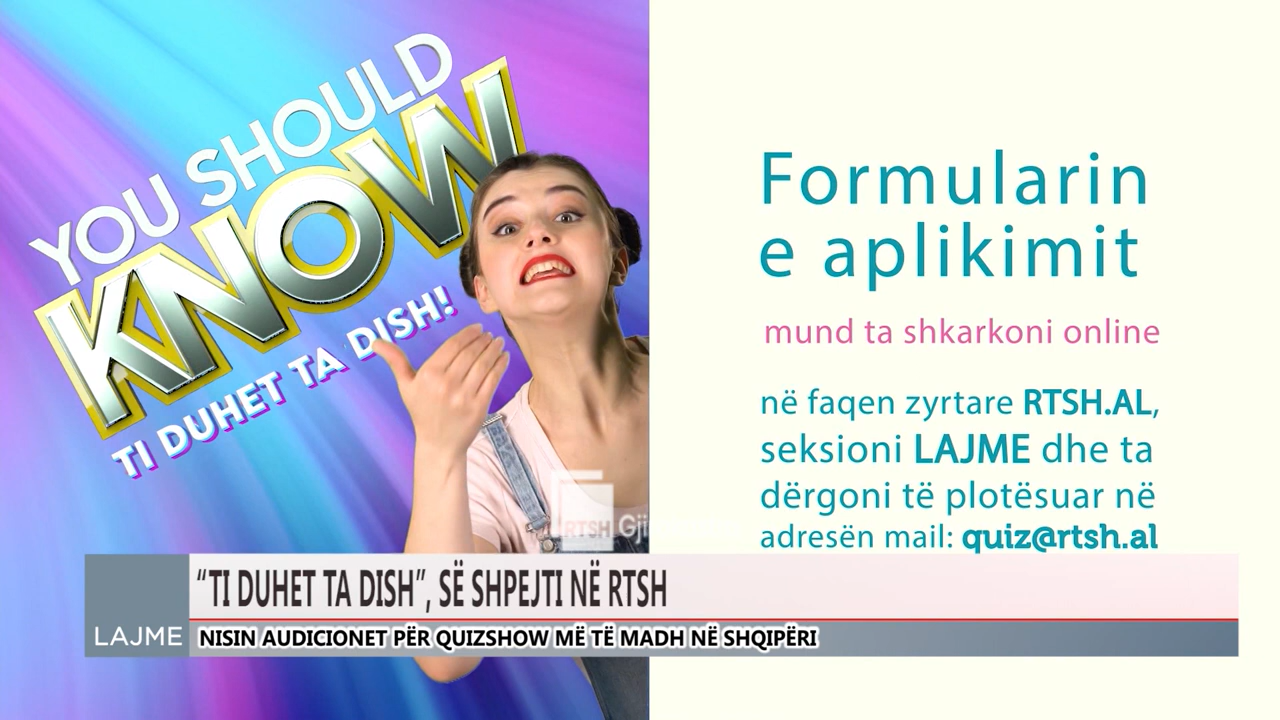 YOU SHOULD
KNOW
TI DUHET TA DISH!
Formularin
e aplikimit
mund ta shkarkoni online
në faqen zyrtare RTSH.AL,
seksioni LAJME dhe ta
dërgoni të plotësuar në
adresën mail: quiz@rtsh.al
RTSH
“TI DUHET TA DISH”, SË SHPEJTI NË RTSH
LAJME
NISIN AUDICIONET PËR QUIZSHOW MË TË MADH NË SHQIPËRI